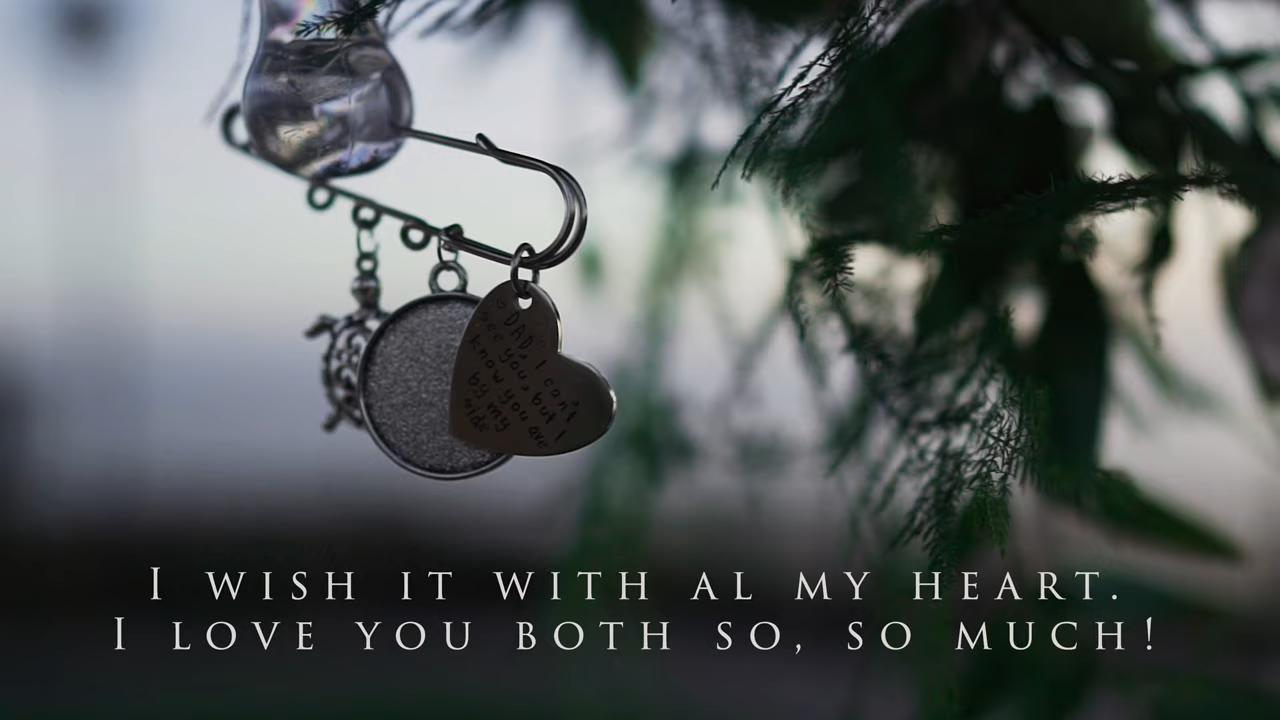 DAD, I can't
see you, but I
know you are
by my
side
I WISH IT WITH AL MY HEART.
I LOVE YOU BOTH SO, SO MUCH!